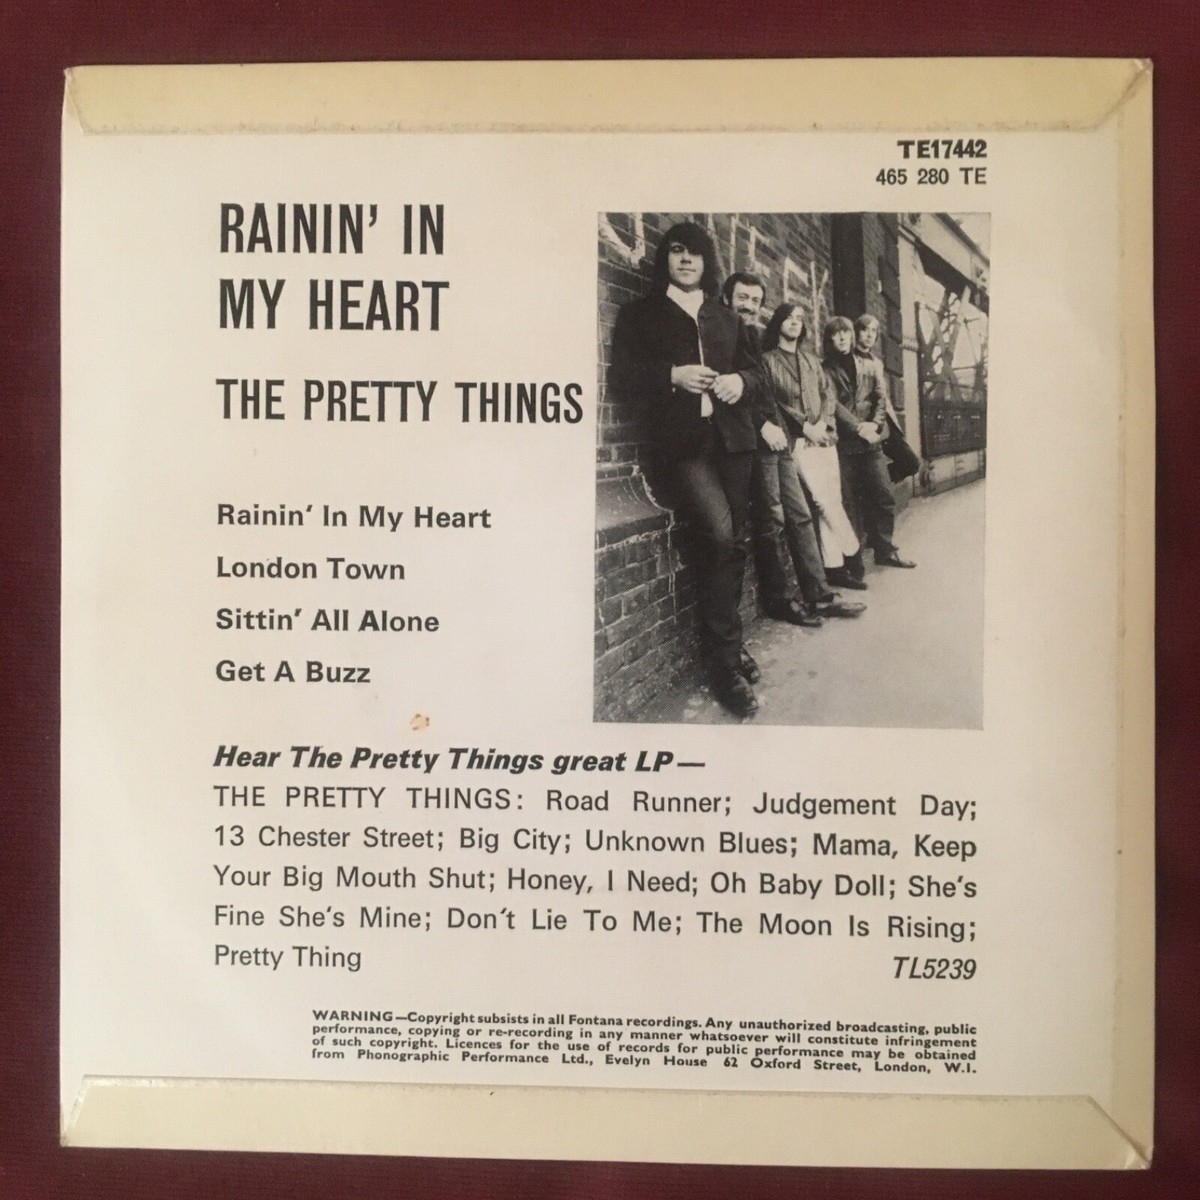 TE17442
465 280 TE
RAININ' IN
MY HEART
THE PRETTY THINGS
Rainin' In My Heart
London Town
Sittin' All Alone
Get A Buzz
Hear The Pretty Things great LP—
THE PRETTY THINGS: Road Runner; Judgement Day;
13 Chester Street; Big City; Unknown Blues; Mama, Keep
Your Big Mouth Shut; Honey, I Need; Oh Baby Doll; She's
Fine She's Mine; Don't Lie To Me; The Moon Is Rising;
Pretty Thing TL5239
WARNING—Copyright subsists in all Fontana recordings. Any unauthorized broadcasting, public
performance, copying or re-recording in any manner whatsoever will constitute infringement
of such copyright. Licences for the use of records for public performance may be obtained
from Phonographic Performance Ltd., Evelyn House 62 Oxford Street, London, W.I.